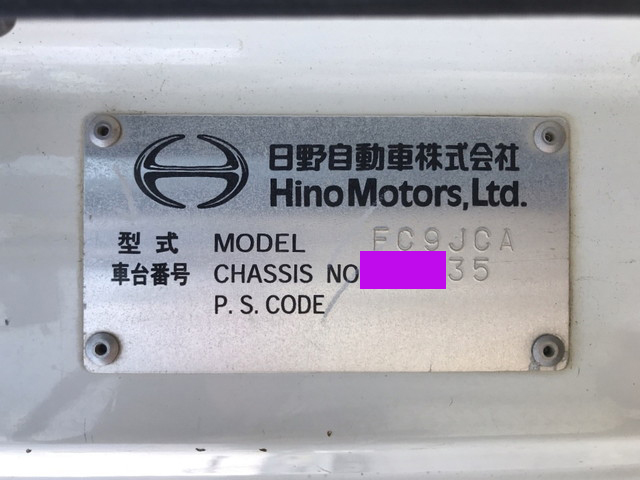 日野自動車株式会社
Hino Motors, Ltd.
型式 MODEL FC9JCA
車台番号 CHASSIS NO 35
P. S. CODE